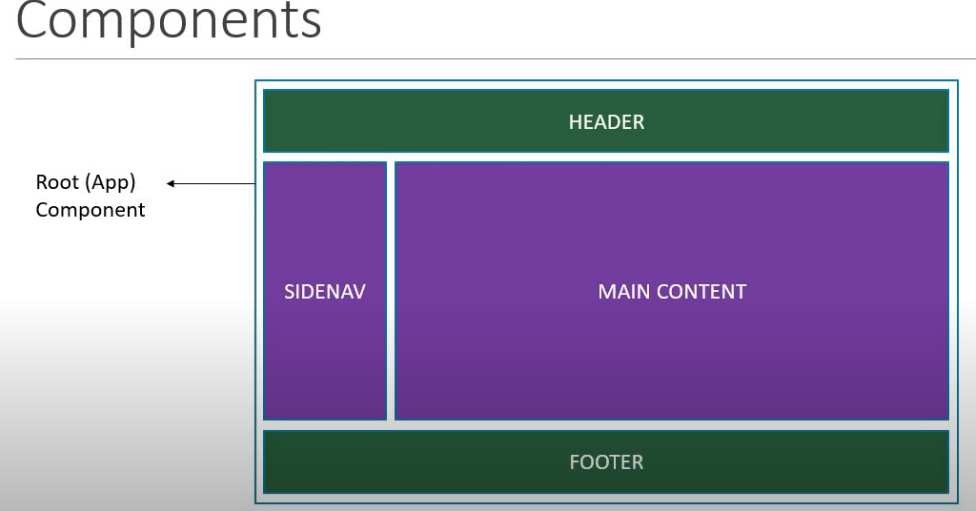 Components
HEADER
Root (App)
Component
SIDENAV
MAIN CONTENT
FOOTER